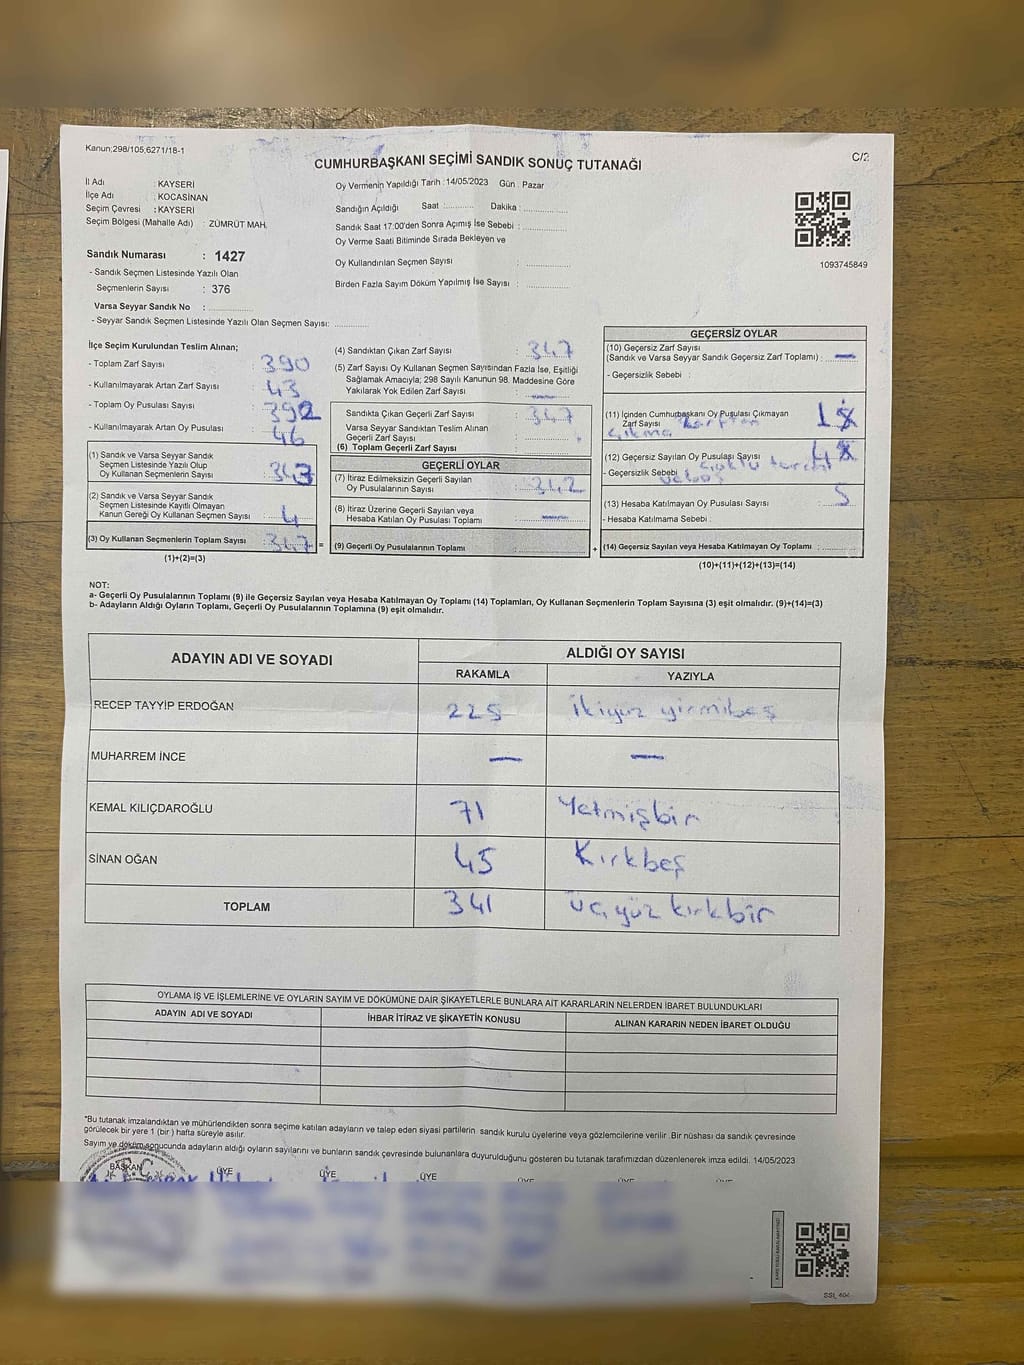 Kanun;298/105,6271/18-1
CUMHURBAŞKANI SEÇİMİ SANDIK SONUÇ TUTANAĞI
C/2
İl Adı : KAYSERİ
İlçe Adı : KOCASİNAN
Seçim Çevresi : KAYSERİ
Seçim Bölgesi (Mahalle Adı) : ZÜMRÜT MAH.
Sandık Numarası : 1427
- Sandık Seçmen Listesinde Yazılı Olan
Seçmenlerin Sayısı : 376
Varsa Seyyar Sandık No :
- Seyyar Sandık Seçmen Listesinde Yazılı Olan Seçmen Sayısı:
Oy Vermenin Yapıldığı Tarih :14/05/2023 Gün : Pazar
Sandığın Açıldığı Saat : Dakika :
Sandık Saat 17:00'den Sonra Açımış İse Sebebi :
Oy Verme Saati Bitiminde Sırada Bekleyen ve
Oy Kullandırılan Seçmen Sayısı :
Birden Fazla Sayım Döküm Yapılmış İse Sayısı :
1093745849
İlçe Seçim Kurulundan Teslim Alınan;
- Toplam Zarf Sayısı : 390
- Kullanılmayarak Artan Zarf Sayısı : 43
- Toplam Oy Pusulası Sayısı : 392
- Kullanılmayarak Artan Oy Pusulası : 46
(1) Sandık ve Varsa Seyyar Sandık
Seçmen Listesinde Yazılı Olup
Oy Kullanan Seçmenlerin Sayısı : 343
(2) Sandık ve Varsa Seyyar Sandık
Seçmen Listesinde Kayıtlı Olmayan
Kanun Gereği Oy Kullanan Seçmen Sayısı : 4
(3) Oy Kullanan Seçmenlerin Toplam Sayısı : 347 =
(1)+(2)=(3)
(4) Sandıktan Çıkan Zarf Sayısı : 347
(5) Zarf Sayısı Oy Kullanan Seçmen Sayısından Fazla İse, Eşitliği
Sağlamak Amacıyla; 298 Sayılı Kanunun 98. Maddesine Göre
Yakılarak Yok Edilen Zarf Sayısı : —
Sandıkta Çıkan Geçerli Zarf Sayısı : 347
Varsa Seyyar Sandıktan Teslim Alınan
Geçerli Zarf Sayısı :
(6) Toplam Geçerli Zarf Sayısı
GEÇERLİ OYLAR
(7) İtiraz Edilmeksizin Geçerli Sayılan
Oy Pusulalarının Sayısı : 342
(8) İtiraz Üzerine Geçerli Sayılan veya
Hesaba Katılan Oy Pusulası Toplamı : —
(9) Geçerli Oy Pusulalarının Toplamı : +
GEÇERSİZ OYLAR
(10) Geçersiz Zarf Sayısı
(Sandık ve Varsa Seyyar Sandık Geçersiz Zarf Toplamı) : —
- Geçersizlik Sebebi :
(11) İçinden Cumhurbaşkanı Oy Pusulası Çıkmayan
Zarf Sayısı : 1
(12) Geçersiz Sayılan Oy Pusulası Sayısı : 4
- Geçersizlik Sebebi
(13) Hesaba Katılmayan Oy Pusulası Sayısı : 5
- Hesaba Katılmama Sebebi :
(14) Geçersiz Sayılan veya Hesaba Katılmayan Oy Toplamı :
(10)+(11)+(12)+(13)=(14)
NOT:
a- Geçerli Oy Pusulalarının Toplamı (9) ile Geçersiz Sayılan veya Hesaba Katılmayan Oy Toplamı (14) Toplamları, Oy Kullanan Seçmenlerin Toplam Sayısına (3) eşit olmalıdır. (9)+(14)=(3)
b- Adayların Aldığı Oyların Toplamı, Geçerli Oy Pusulalarının Toplamına (9) eşit olmalıdır.
ADAYIN ADI VE SOYADI
ALDIĞI OY SAYISI
RAKAMLA YAZIYLA
RECEP TAYYİP ERDOĞAN 225 ikiyüz yirmibeş
MUHARREM İNCE — —
KEMAL KILIÇDAROĞLU 71 Yetmişbir
SİNAN OĞAN 45 Kırkbeş
TOPLAM 341 üçyüz kırkbir
OYLAMA İŞ VE İŞLEMLERİNE VE OYLARIN SAYIM VE DÖKÜMÜNE DAİR ŞİKAYETLERLE BUNLARA AİT KARARLARIN NELERDEN İBARET BULUNDUKLARI
ADAYIN ADI VE SOYADI İHBAR İTİRAZ VE ŞİKAYETİN KONUSU ALINAN KARARIN NEDEN İBARET OLDUĞU
*Bu tutanak imzalandıktan ve mühürlendikten sonra seçime katılan adayların ve talep eden siyasi partilerin sandık kurulu üyelerine veya gözlemcilerine verilir. Bir nüshası da sandık çevresinde
görülecek bir yere 1 (bir) hafta süreyle asılır.
Sayım ve döküm sonucunda adayların aldığı oyların sayılarını ve bunların sandık çevresinde bulunanlara duyurulduğunu gösteren bu tutanak tarafımızdan düzenlenerek imza edildi. 14/05/2023
BAŞKAN ÜYE ÜYE ÜYE
T.C.